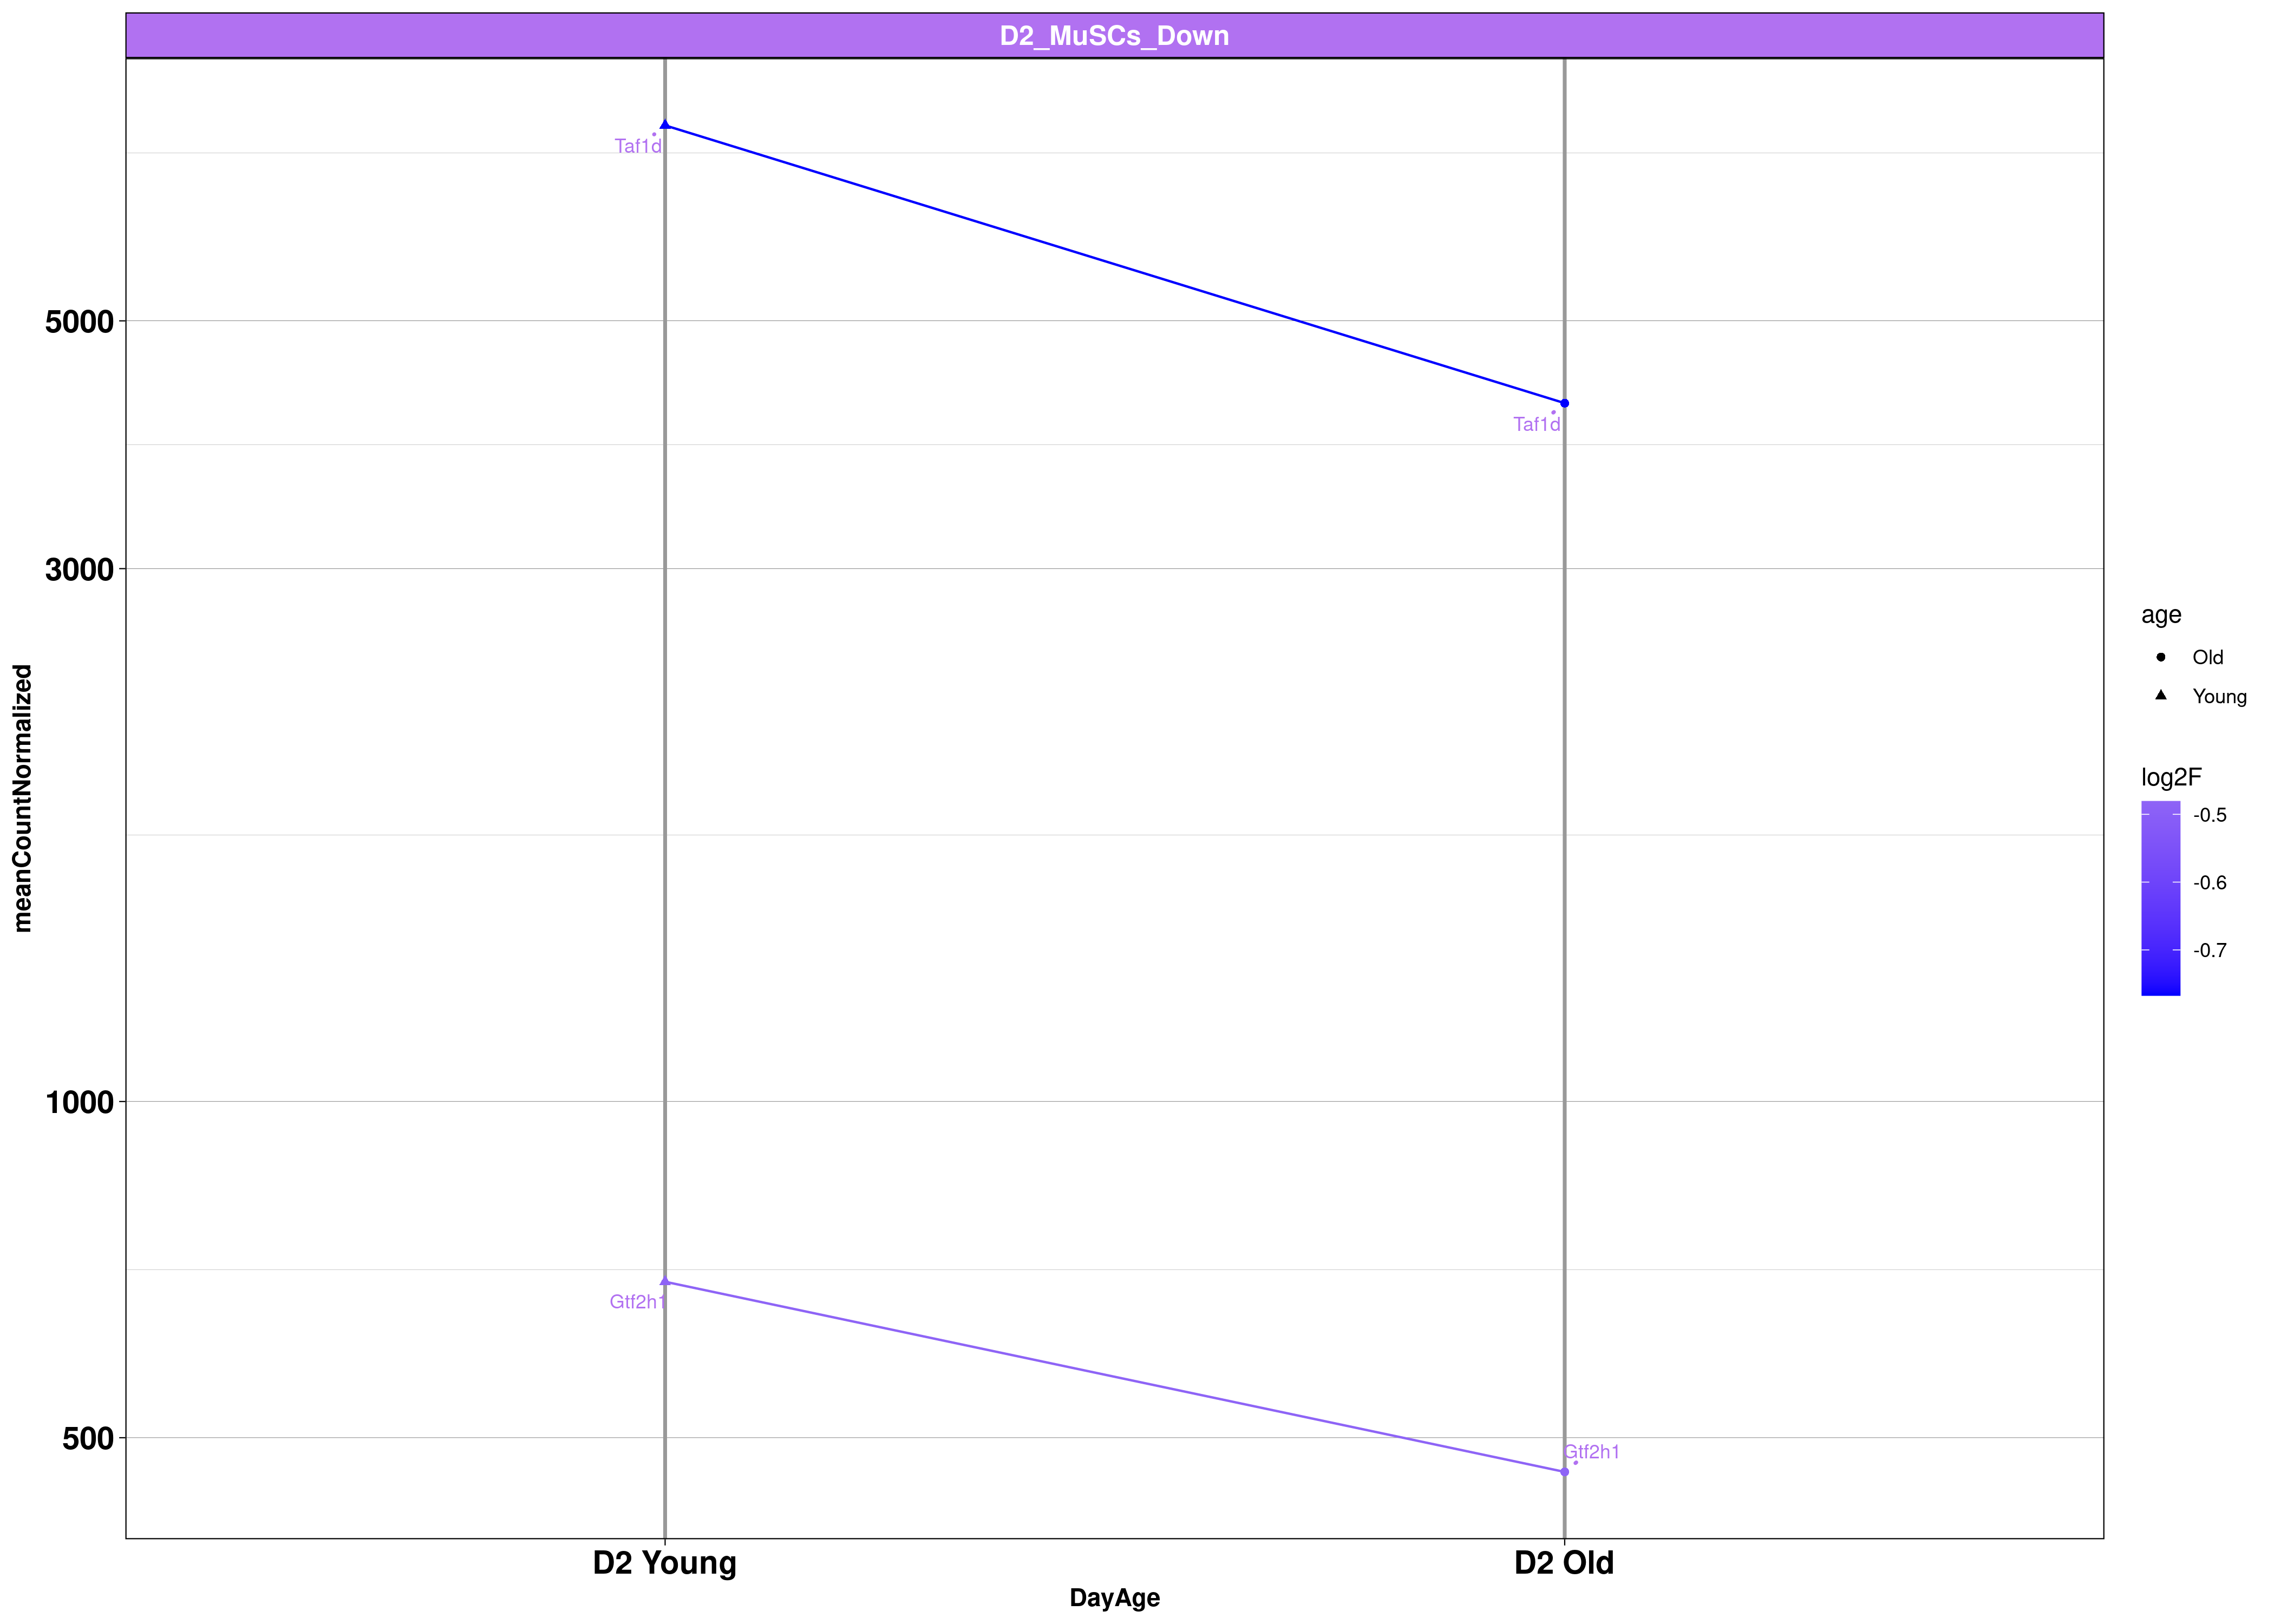 D2_MuSCs_Down
Taf1d
5000
Taf1d
3000
meanCountNormalized
1000
Gtf2h1
500
Gtf2h1
D2 Young
D2 Old
DayAge
age
Old
Young
log2F
-0.5
-0.6
-0.7